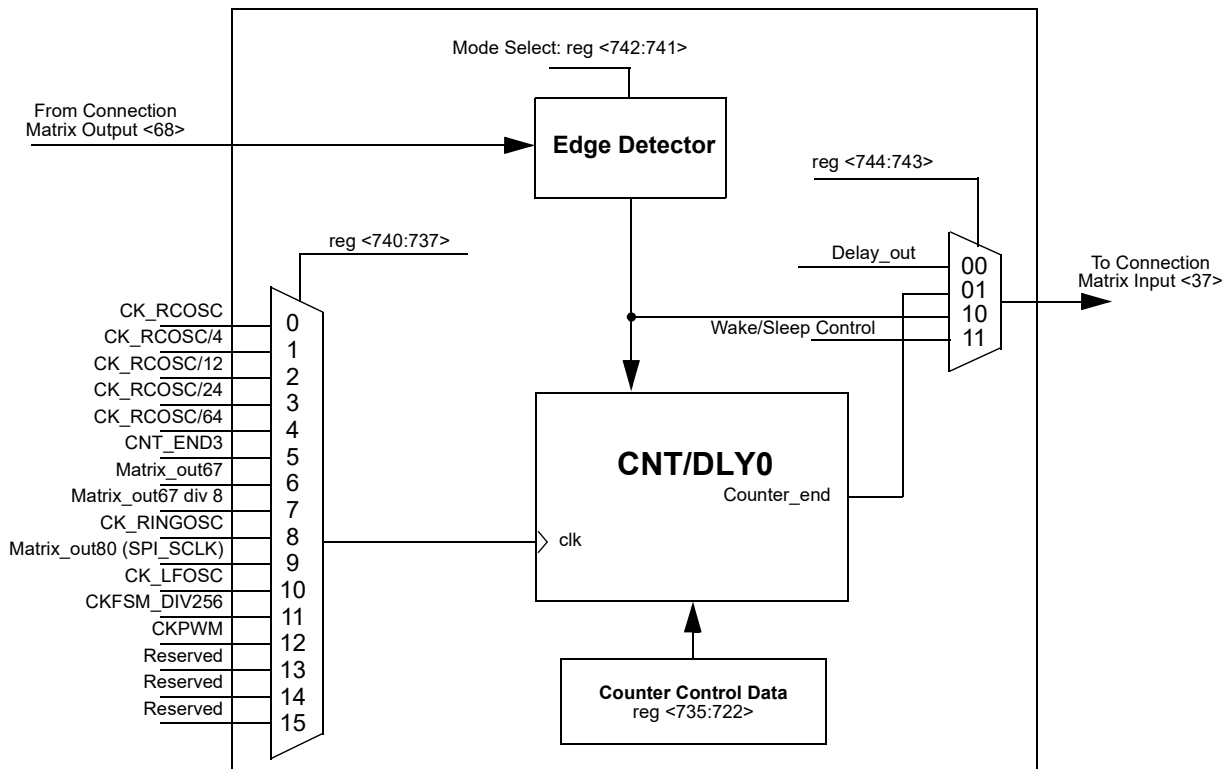 Mode Select: reg <742:741>
From Connection
Matrix Output <68>
Edge Detector
reg <744:743>
reg <740:737>
Delay_out
00
01
10
11
To Connection
Matrix Input <37>
Wake/Sleep Control
CK_RCOSC
0
CK_RCOSC/4
1
CK_RCOSC/12
2
CK_RCOSC/24
3
CK_RCOSC/64
4
CNT_END3
5
Matrix_out67
6
Matrix_out67 div 8
7
CK_RINGOSC
8
Matrix_out80 (SPI_SCLK)
9
CK_LFOSC
10
CKFSM_DIV256
11
CKPWM
12
Reserved
13
Reserved
14
Reserved
15
CNT/DLY0
Counter_end
clk
Counter Control Data
reg <735:722>